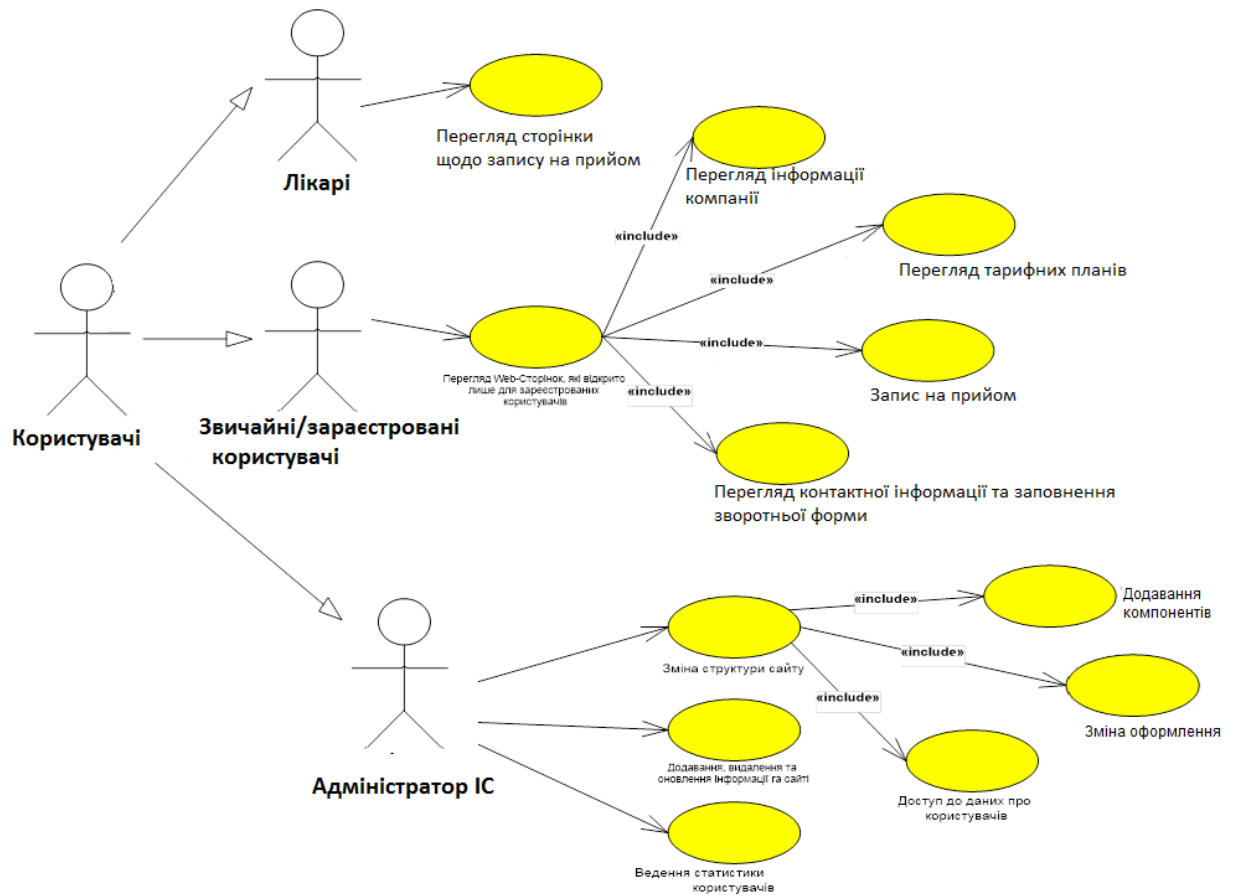 Перегляд сторінки
щодо запису на прийом
Лікарі
Перегляд інформації
компанії
«include»
«include»
Перегляд тарифних планів
«include»
Перегляд Web-Сторінок, які відкрито
лише для зареєстрованих
користувачів
«include»
Запис на прийом
Користувачі
Звичайні/зараєстровані
користувачі
Перегляд контактної інформації та заповнення
зворотньої форми
«include»
Додавання
компонентів
«include»
Зміна структури сайту
«include»
Зміна оформлення
Адміністратор ІС
Додавання, видалення та
оновлення Інформації га сайті
Доступ до даних про
користувачів
Ведення статистики
користувачів